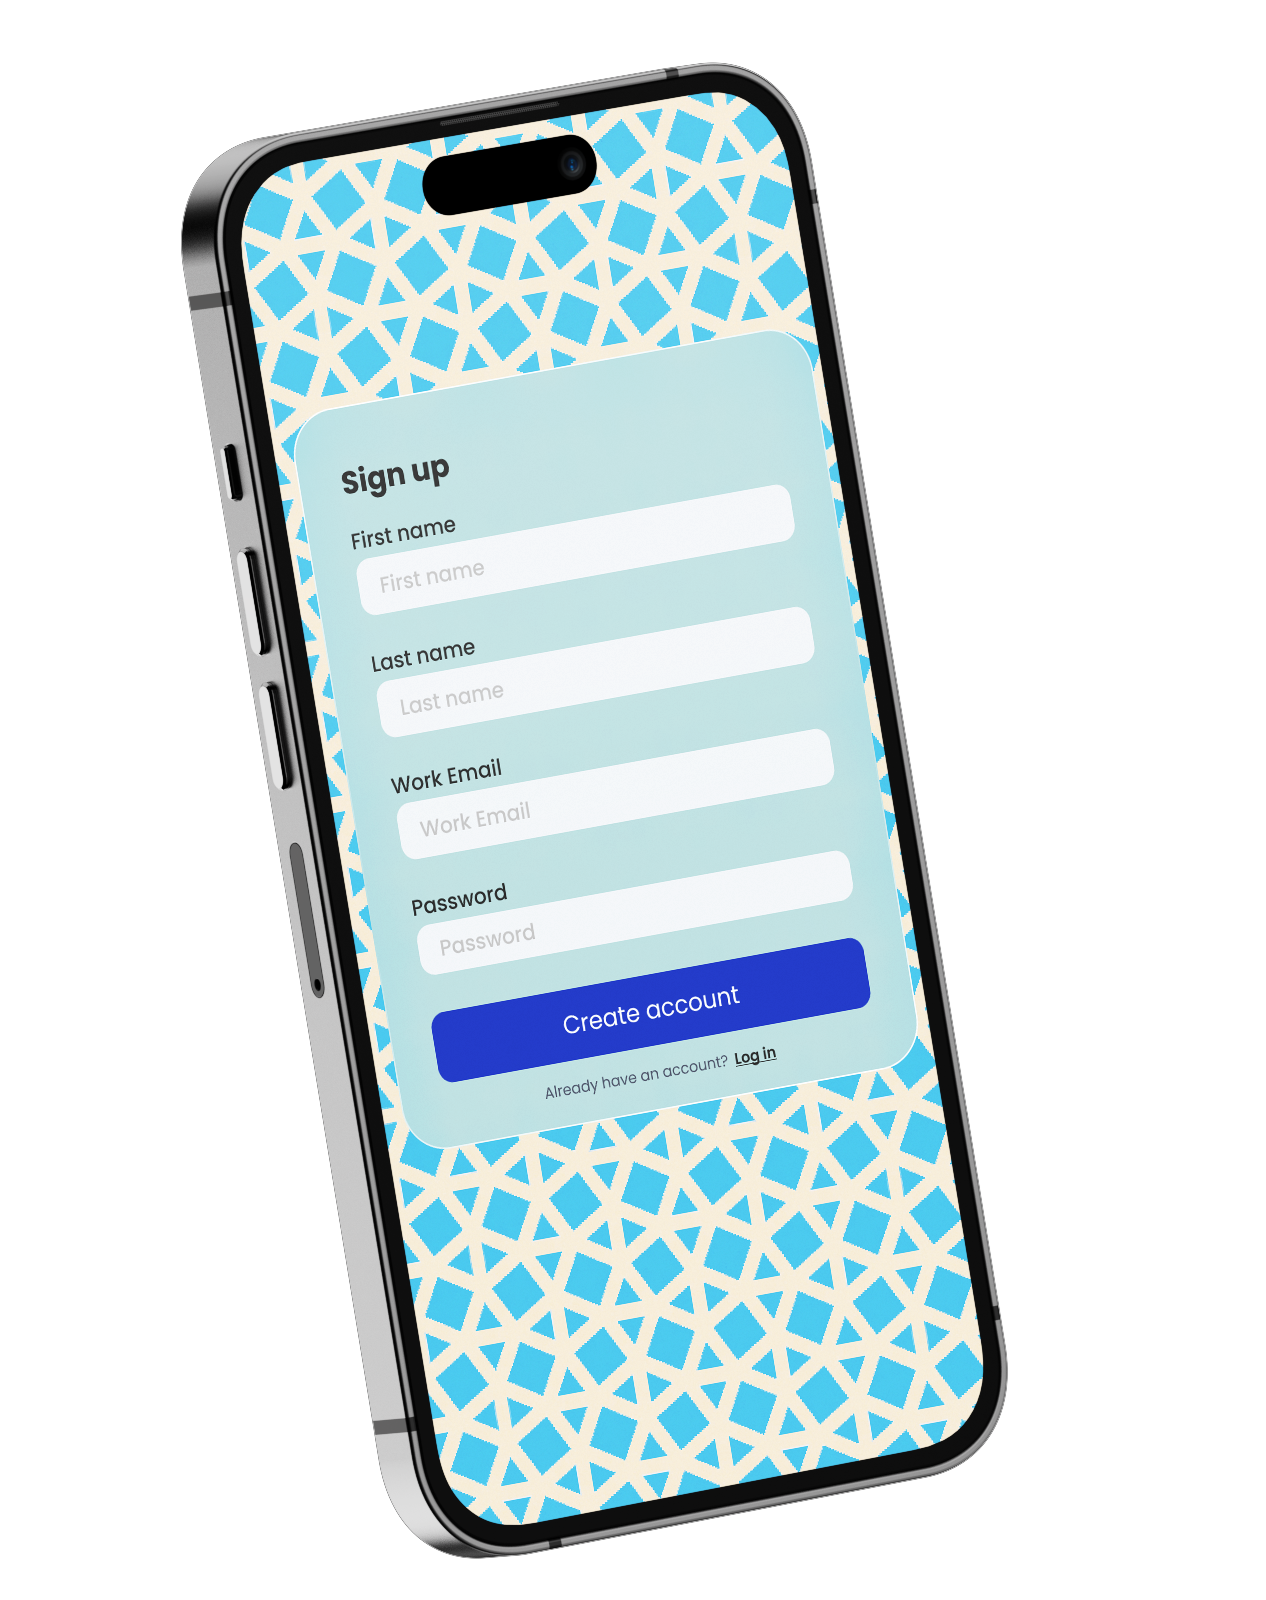 Sign up
First name
First name
Last name
Last name
Work Email
Work Email
Password
Password
Create account
Already have an account? Log in